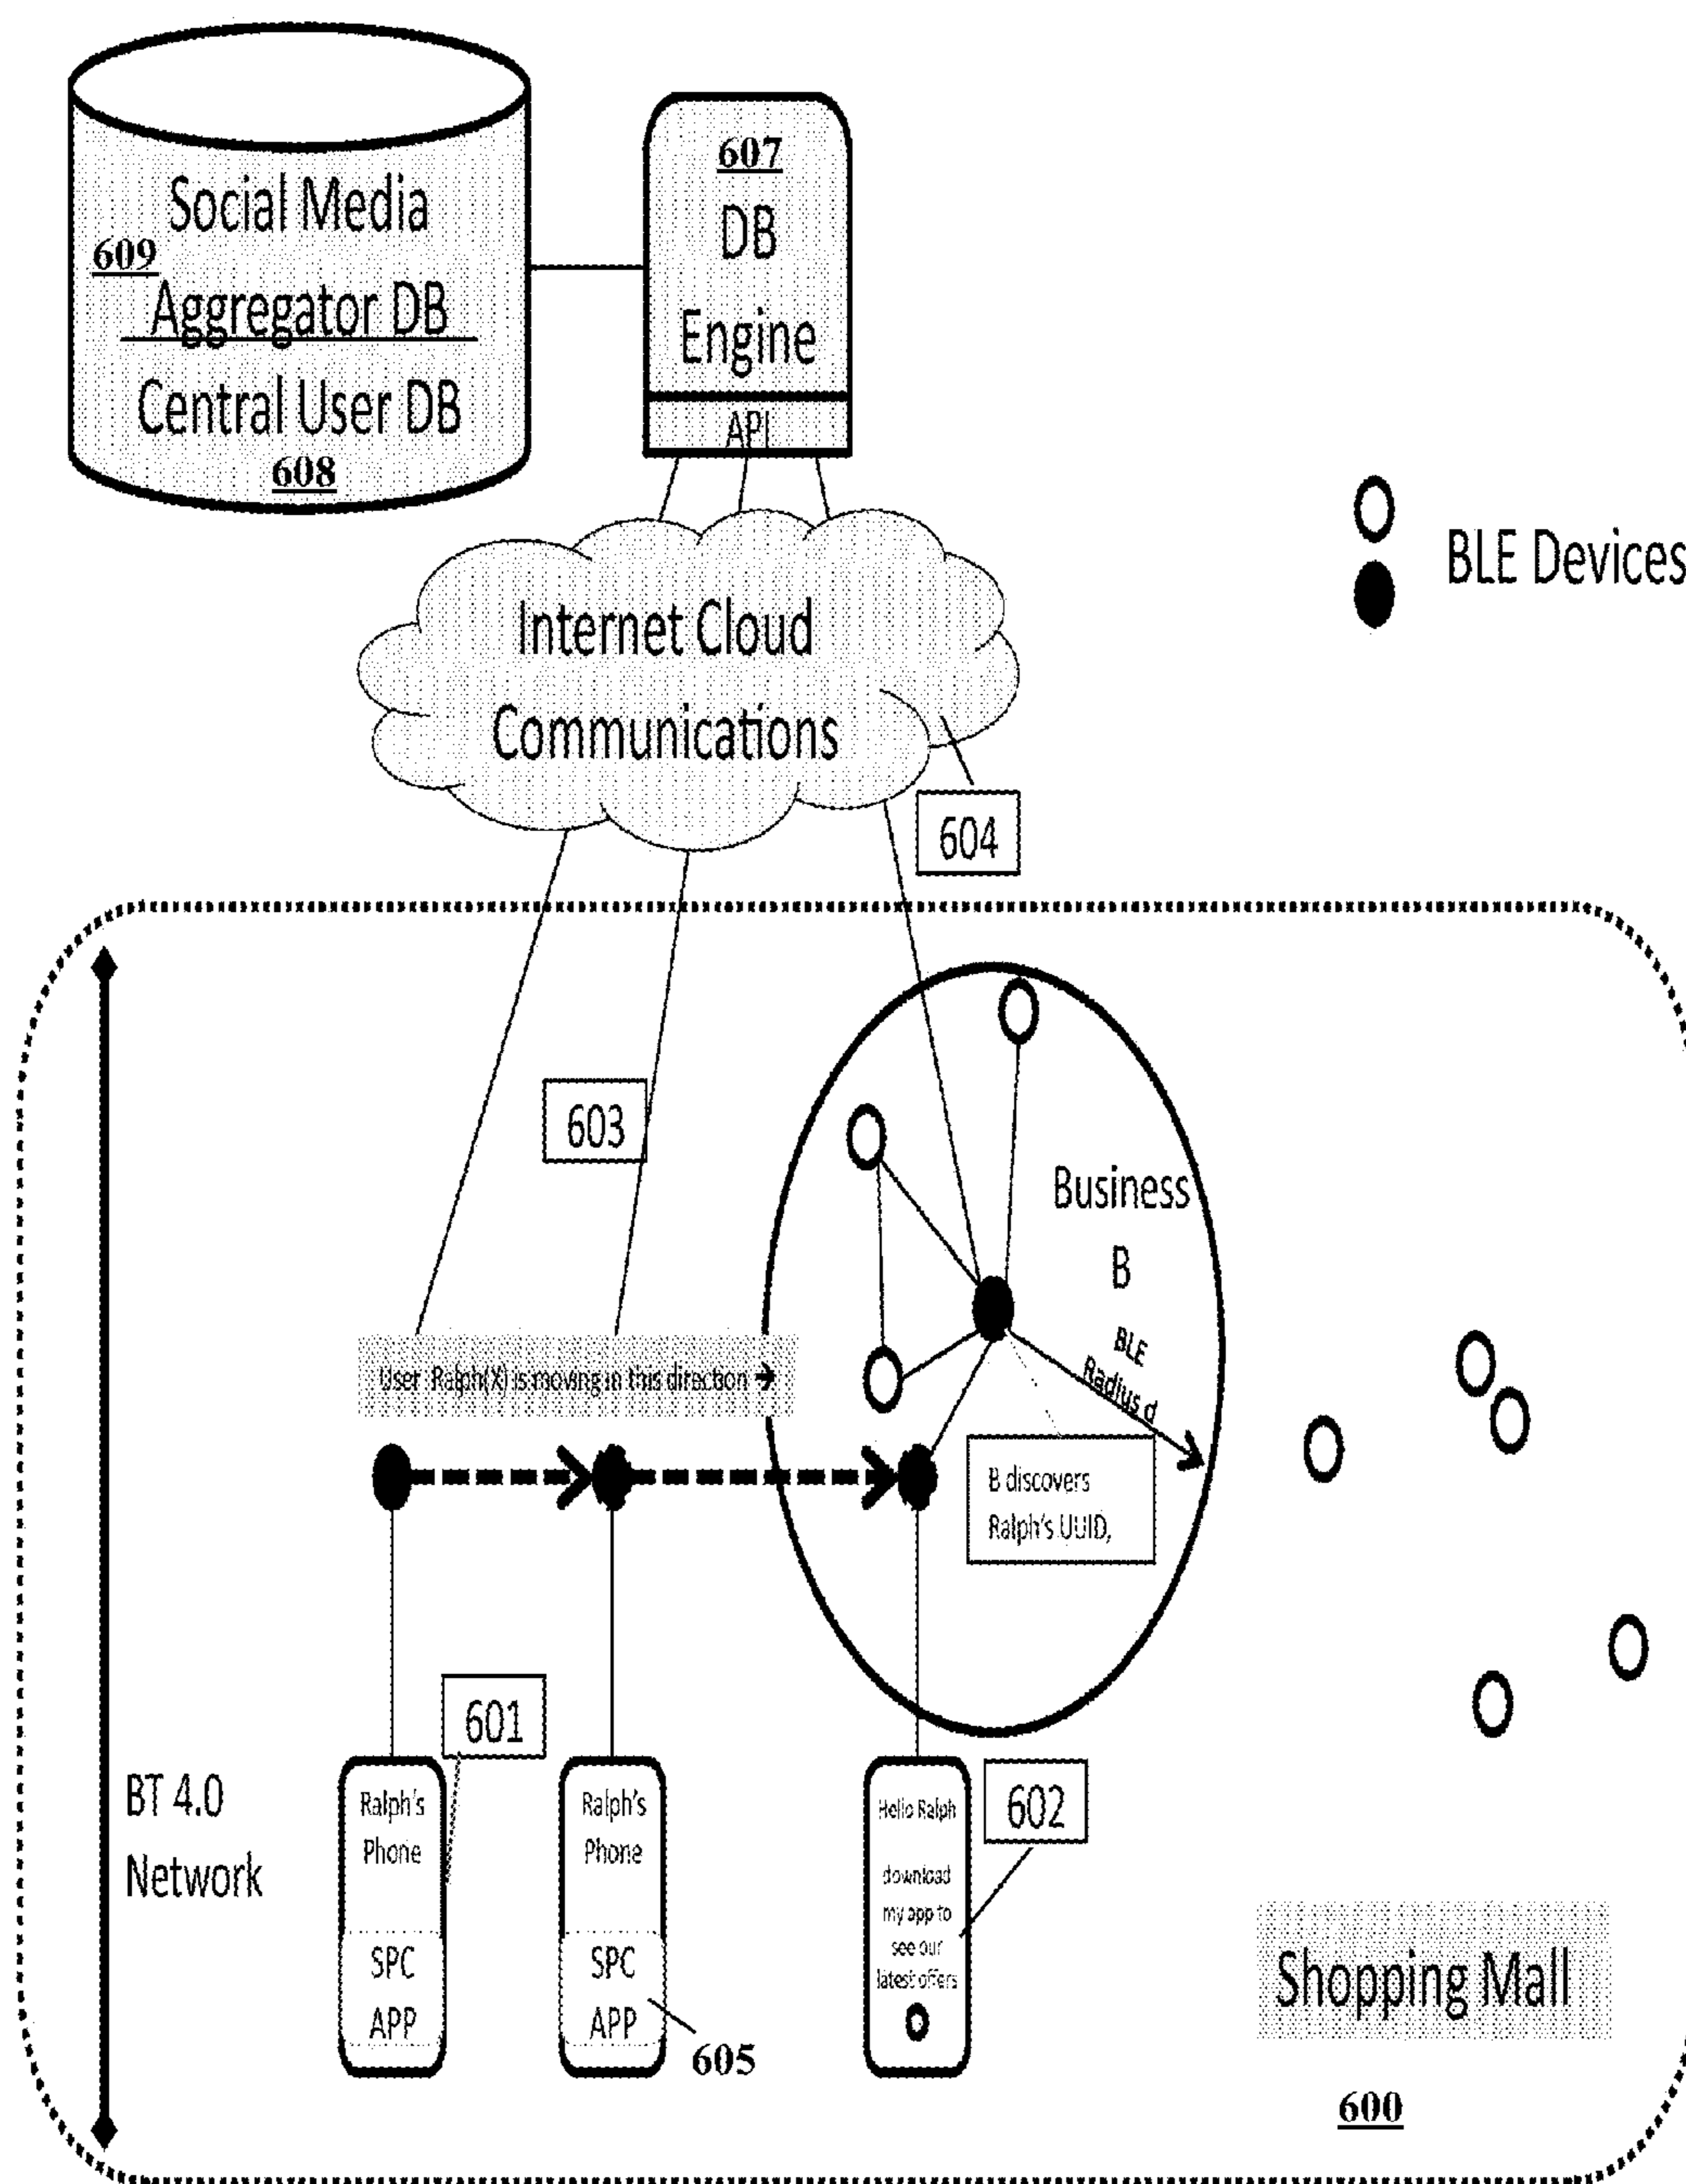 607
Social Media
609
DB
Aggregator DB
Engine
Central User DB
API
608
BLE Devices
Internet Cloud
Communications
604
603
Business
B
BLE
Radius d
User Ralph(X) is moving in this direction →
B discovers
Ralph's UUID,
601
602
BT 4.0
Network
Ralph's
Phone
SPC
APP
Ralph's
Phone
SPC
APP
605
Hello Ralph
download
my app to
see our
latest offers
Shopping Mall
600